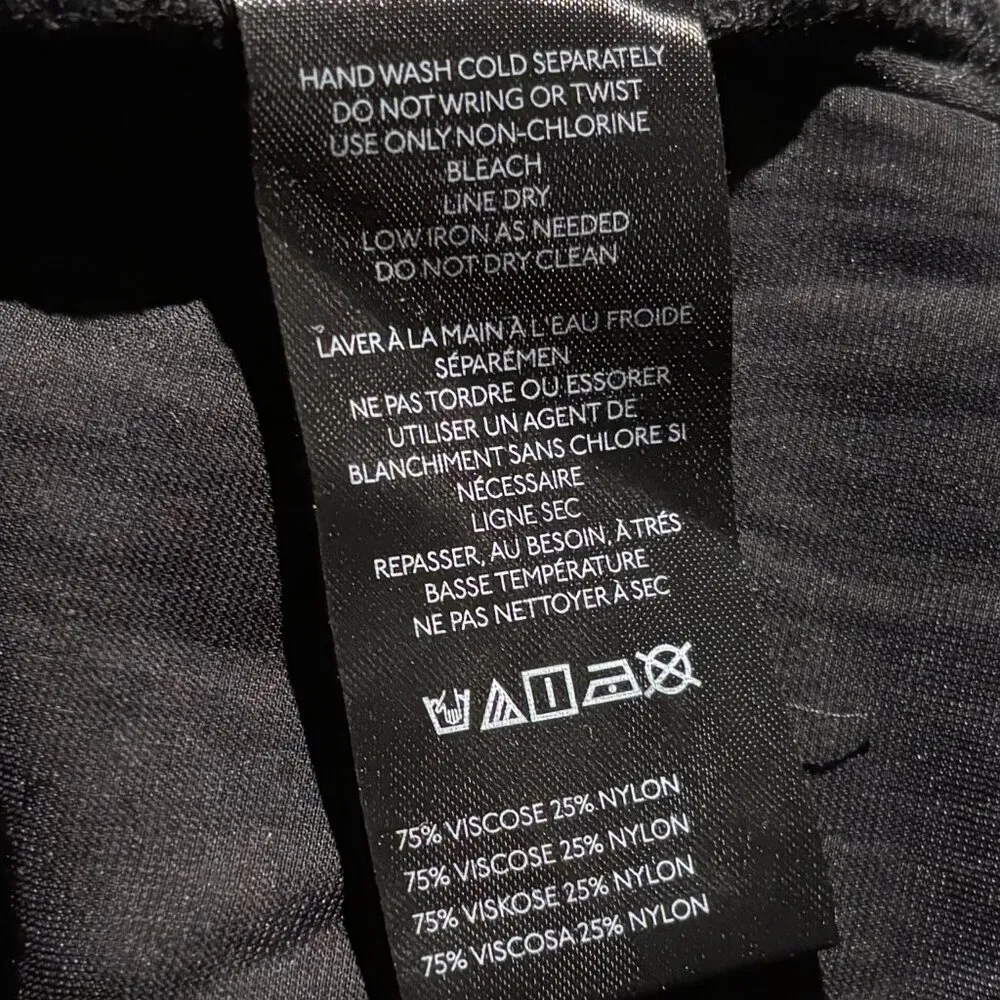 HAND WASH COLD SEPARATELY
DO NOT WRING OR TWIST
USE ONLY NON-CHLORINE
BLEACH
LINE DRY
LOW IRON AS NEEDED
DO NOT DRY CLEAN
LAVER À LA MAIN À L'EAU FROIDE
SÉPARÉMEN
NE PAS TORDRE OU ESSORER
UTILISER UN AGENT DE
BLANCHIMENT SANS CHLORE SI
NÉCESSAIRE
LIGNE SEC
REPASSER, AU BESOIN, À TRÉS
BASSE TEMPÉRATURE
NE PAS NETTOYER À SEC
75% VISCOSE 25% NYLON
75% VISCOSE 25% NYLON
75% VISKOSE 25% NYLON
75% VISCOSA 25% NYLON